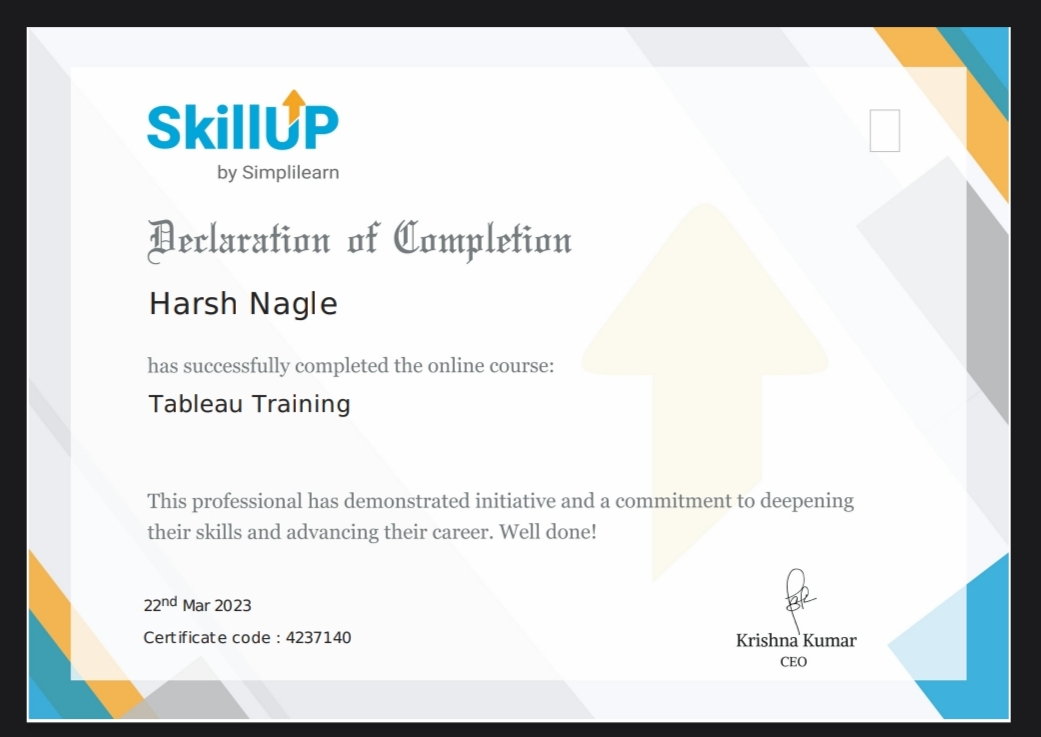 SkillUP
by Simplilearn
Declaration of Completion
Harsh Nagle
has successfully completed the online course:
Tableau Training
This professional has demonstrated initiative and a commitment to deepening
their skills and advancing their career. Well done!
22nd Mar 2023
Certificate code : 4237140
Krishna Kumar
CEO